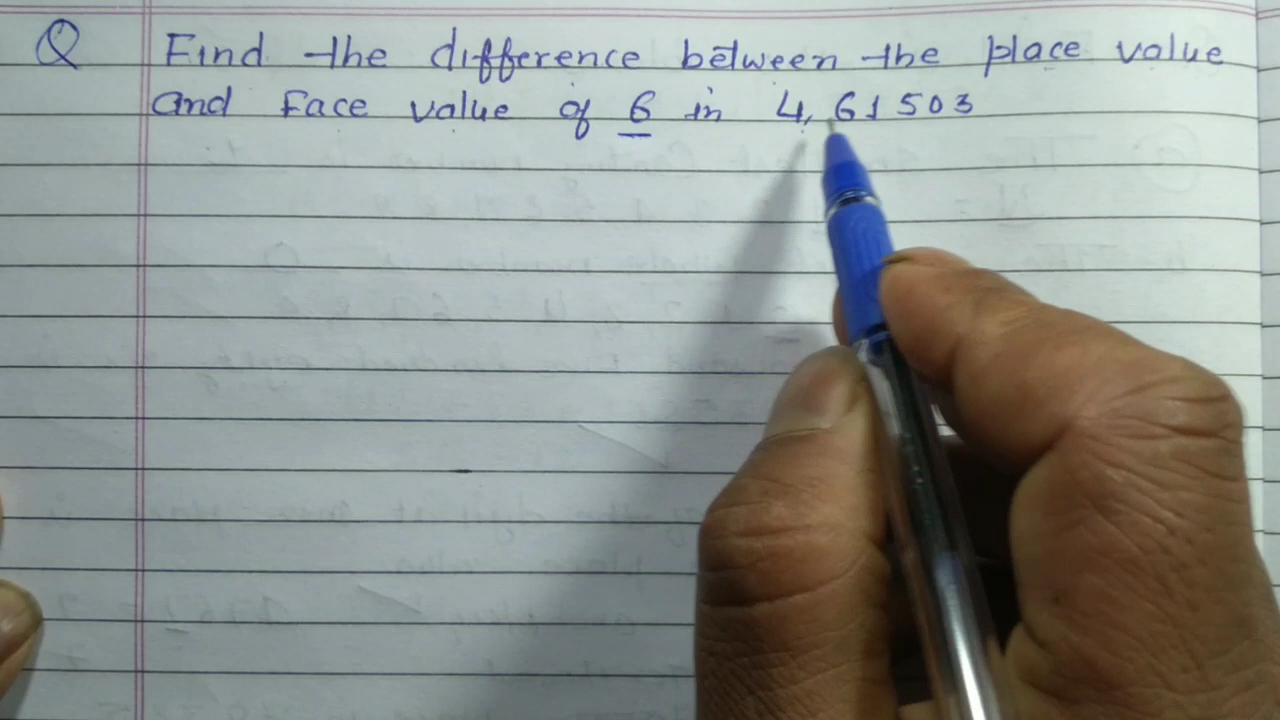 Q Find the difference between the place value
and Face value of 6 in 4,61503